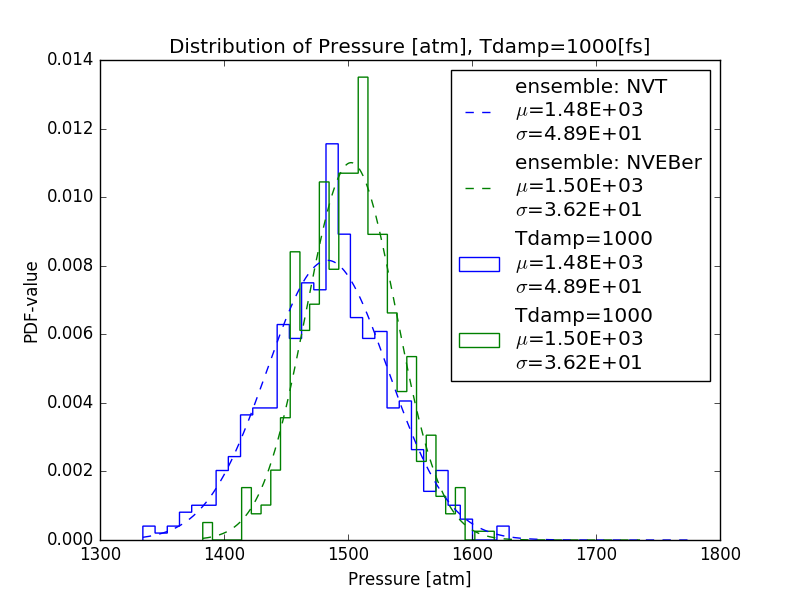 Distribution of Pressure [atm], Tdamp=1000[fs]
0.014
0.012
0.010
0.008
0.006
0.004
0.002
0.000
PDF-value
ensemble: NVT
μ=1.48E+03
σ=4.89E+01
ensemble: NVEBer
μ=1.50E+03
σ=3.62E+01
Tdamp=1000
μ=1.48E+03
σ=4.89E+01
Tdamp=1000
μ=1.50E+03
σ=3.62E+01
1300 1400 1500 1600 1700 1800
Pressure [atm]